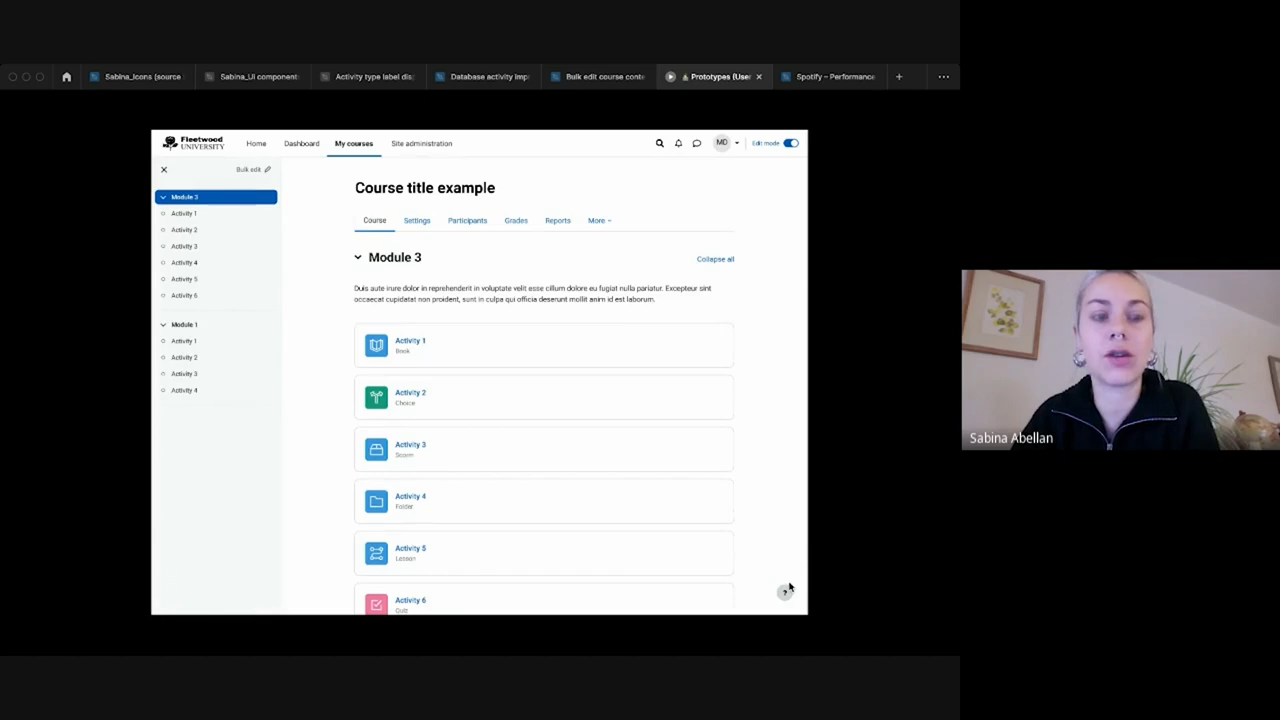 Sabina_Icons (source
Sabina_UI component
Activity type label dis
Database activity imp
Bulk edit course conte
Prototypes (User
Spotify – Performance
Fleetwood
UNIVERSITY
Home
Dashboard
My courses
Site administration
MD
Edit mode
Bulk edit
Module 3
Activity 1
Activity 2
Activity 3
Activity 4
Activity 5
Activity 6
Module 1
Activity 1
Activity 2
Activity 3
Activity 4
Course title example
Course
Settings
Participants
Grades
Reports
More
Module 3
Collapse all
Duis aute irure dolor in reprehenderit in voluptate velit esse cillum dolore eu fugiat nulla pariatur. Excepteur sint
occaecat cupidatat non proident, sunt in culpa qui officia deserunt mollit anim id est laborum.
Activity 1
Book
Activity 2
Choice
Activity 3
Scorm
Activity 4
Folder
Activity 5
Lesson
Activity 6
Quiz
?
Sabina Abellan